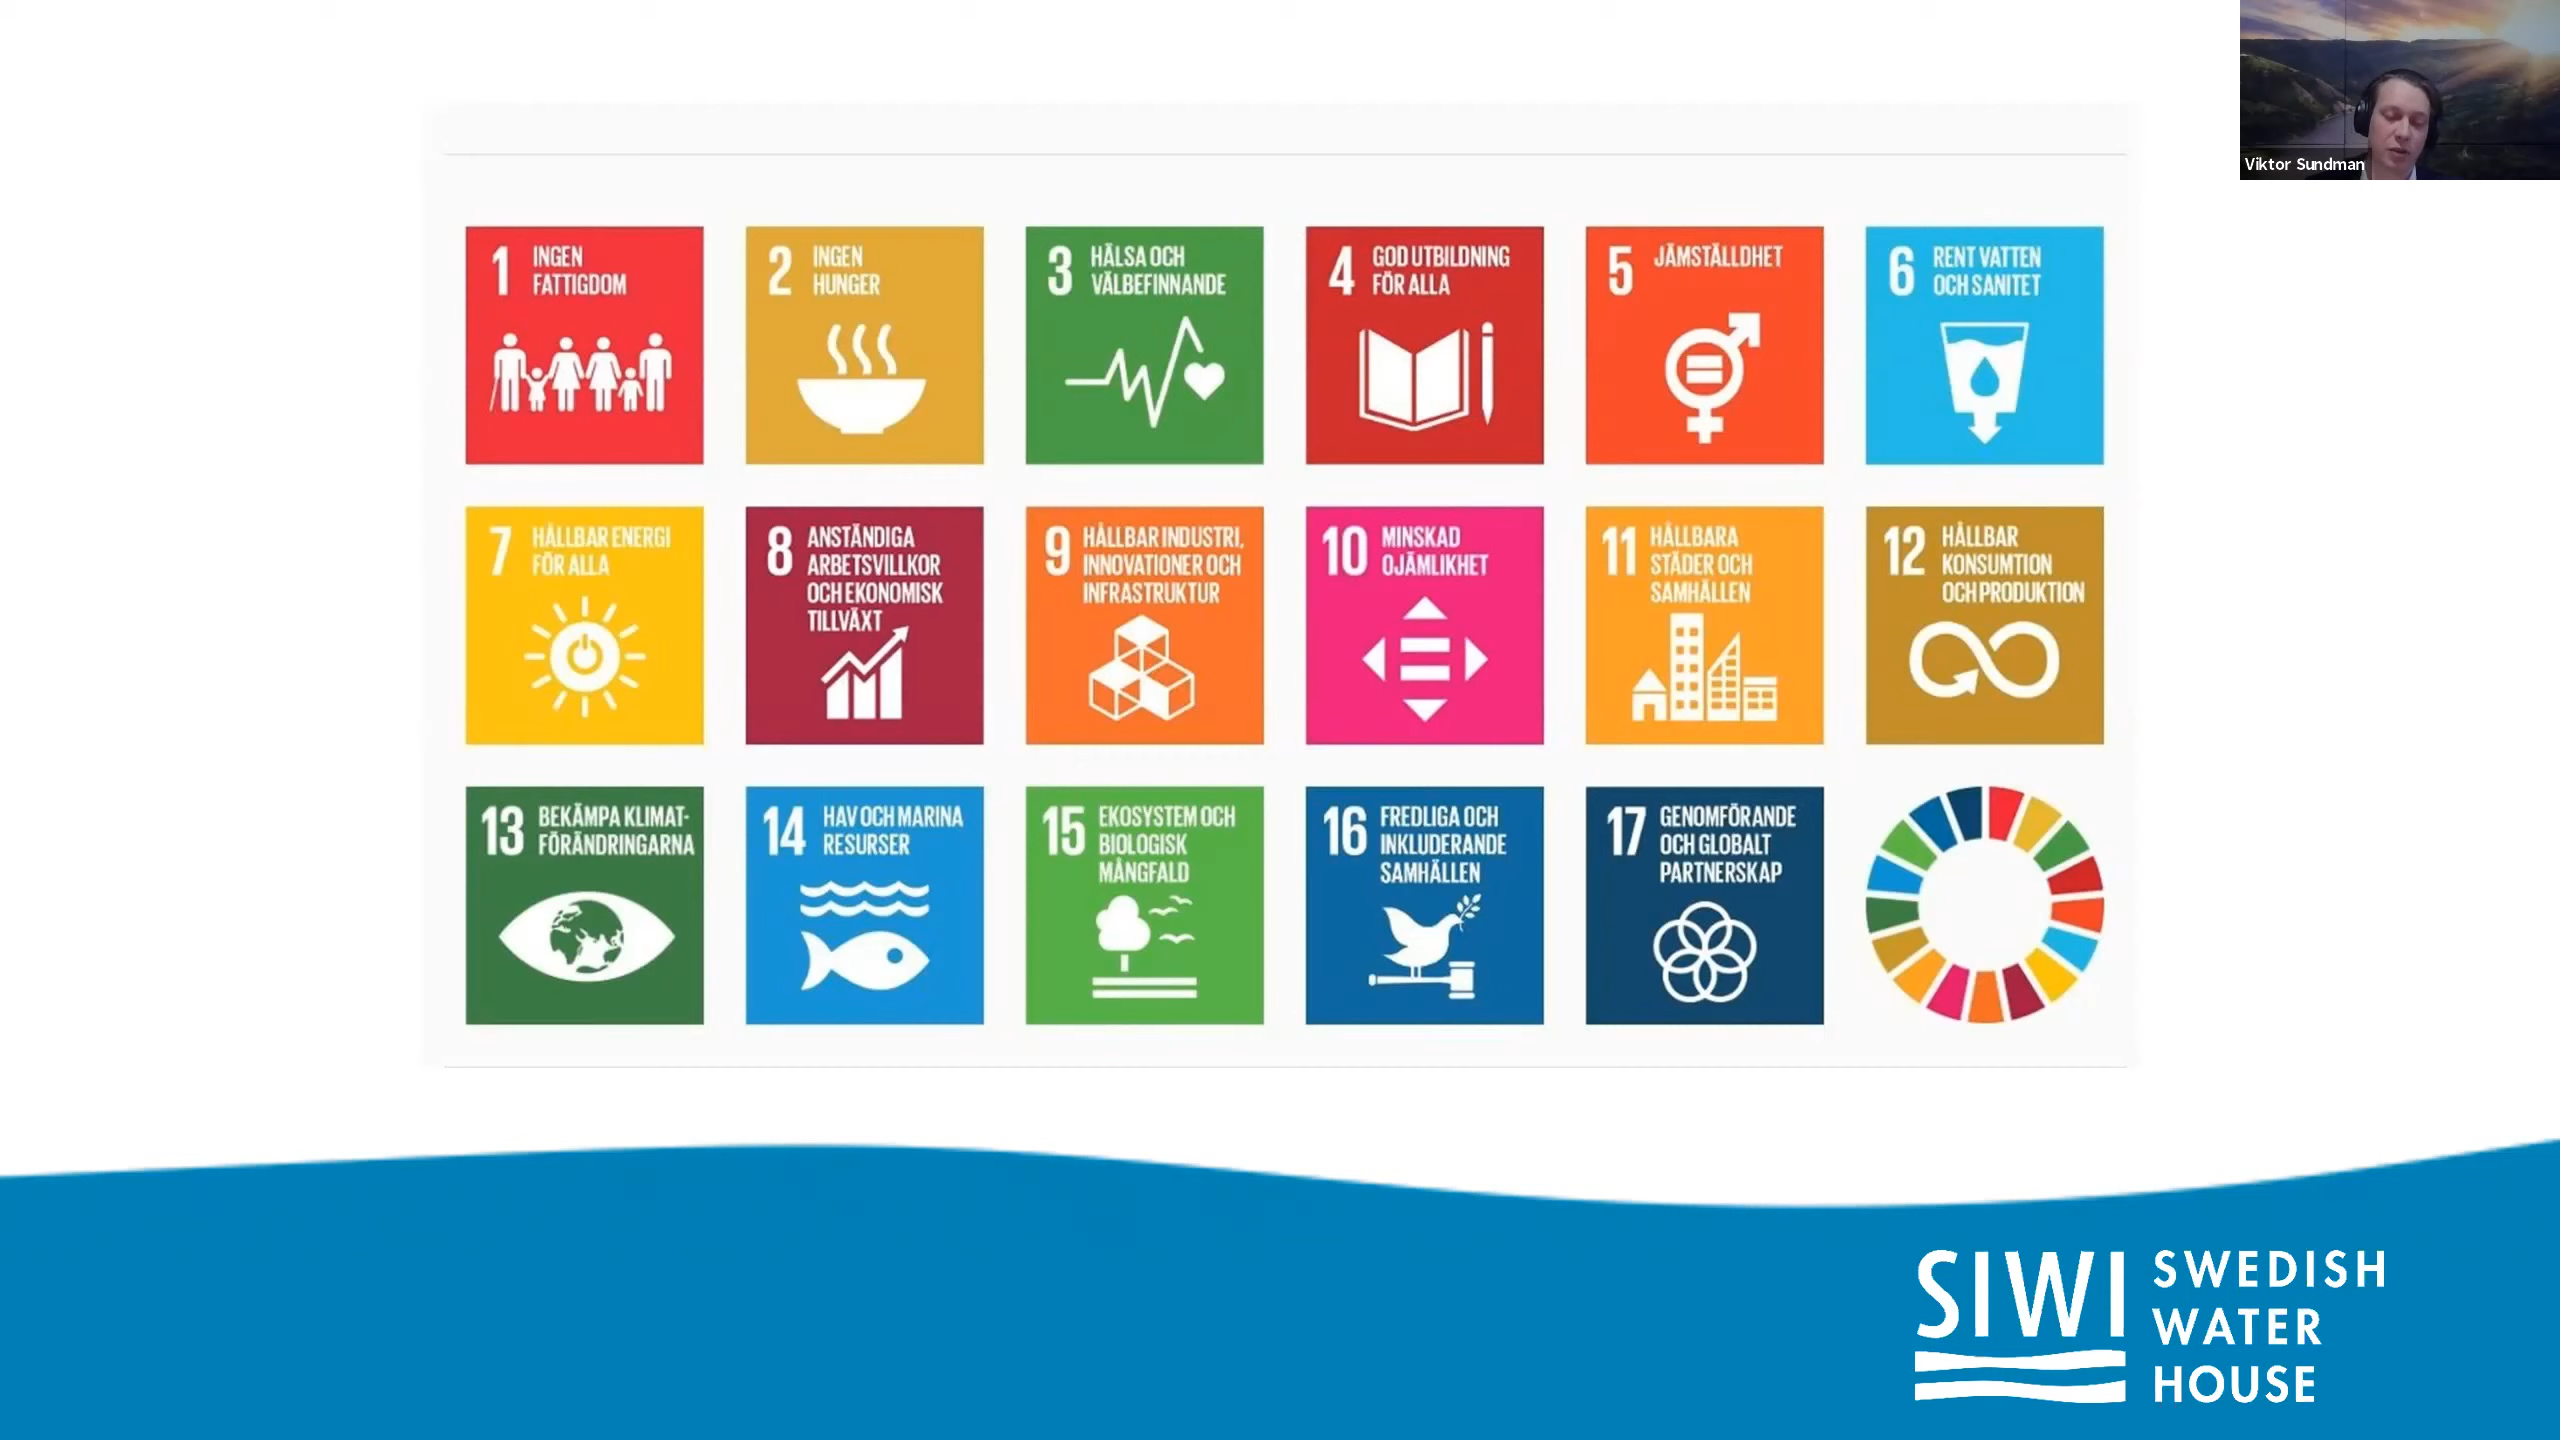 Viktor Sundman
1 INGEN
FATTIGDOM
2 INGEN
HUNGER
3 HÄLSA OCH
VÄLBEFINNANDE
4 GOD UTBILDNING
FÖR ALLA
5 JÄMSTÄLLDHET
6 RENT VATTEN
OCH SANITET
7 HÅLLBAR ENERGI
FÖR ALLA
8 ANSTÄNDIGA
ARBETSVILLKOR
OCH EKONOMISK
TILLVÄXT
9 HÅLLBAR INDUSTRI,
INNOVATIONER OCH
INFRASTRUKTUR
10 MINSKAD
OJÄMLIKHET
11 HÅLLBARA
STÄDER OCH
SAMHÄLLEN
12 HÅLLBAR
KONSUMTION
OCH PRODUKTION
13 BEKÄMPA KLIMAT-
FÖRÄNDRINGARNA
14 HAV OCH MARINA
RESURSER
15 EKOSYSTEM OCH
BIOLOGISK
MÅNGFALD
16 FREDLIGA OCH
INKLUDERANDE
SAMHÄLLEN
17 GENOMFÖRANDE
OCH GLOBALT
PARTNERSKAP
SIWI
SWEDISH
WATER
HOUSE